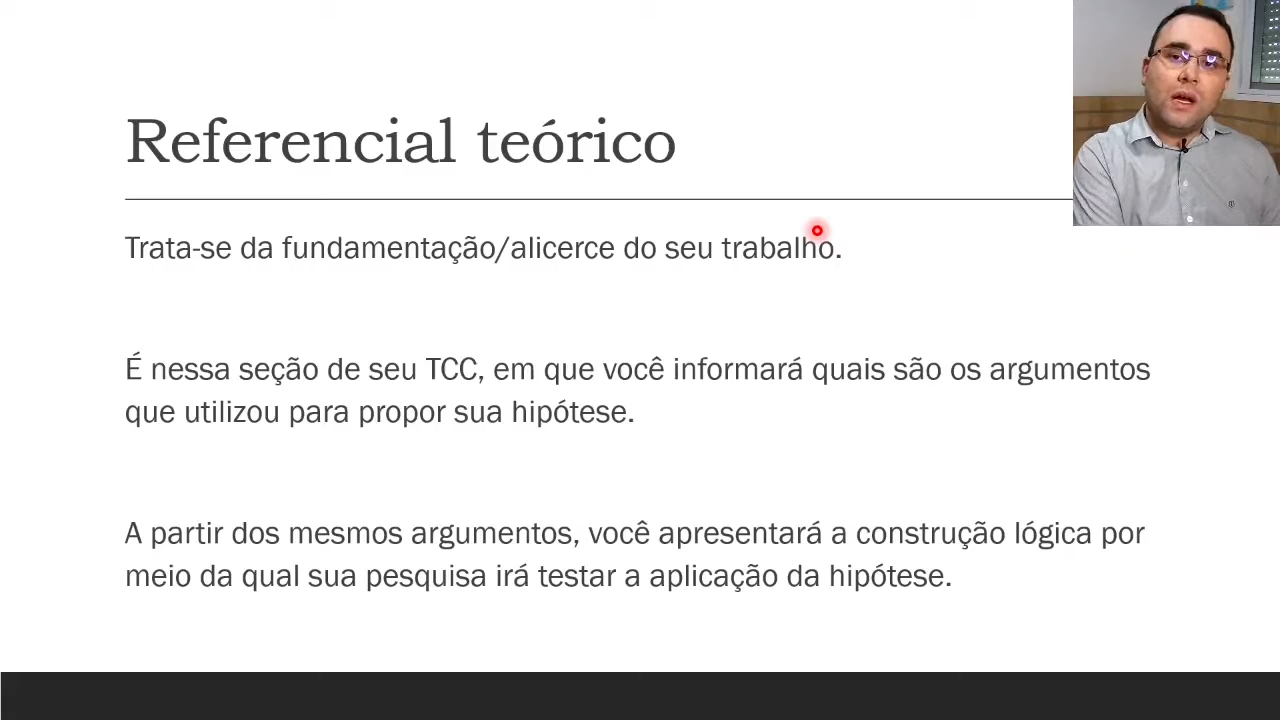 Referencial teórico
Trata-se da fundamentação/alicerce do seu trabalho.
É nessa seção de seu TCC, em que você informará quais são os argumentos
que utilizou para propor sua hipótese.
A partir dos mesmos argumentos, você apresentará a construção lógica por
meio da qual sua pesquisa irá testar a aplicação da hipótese.